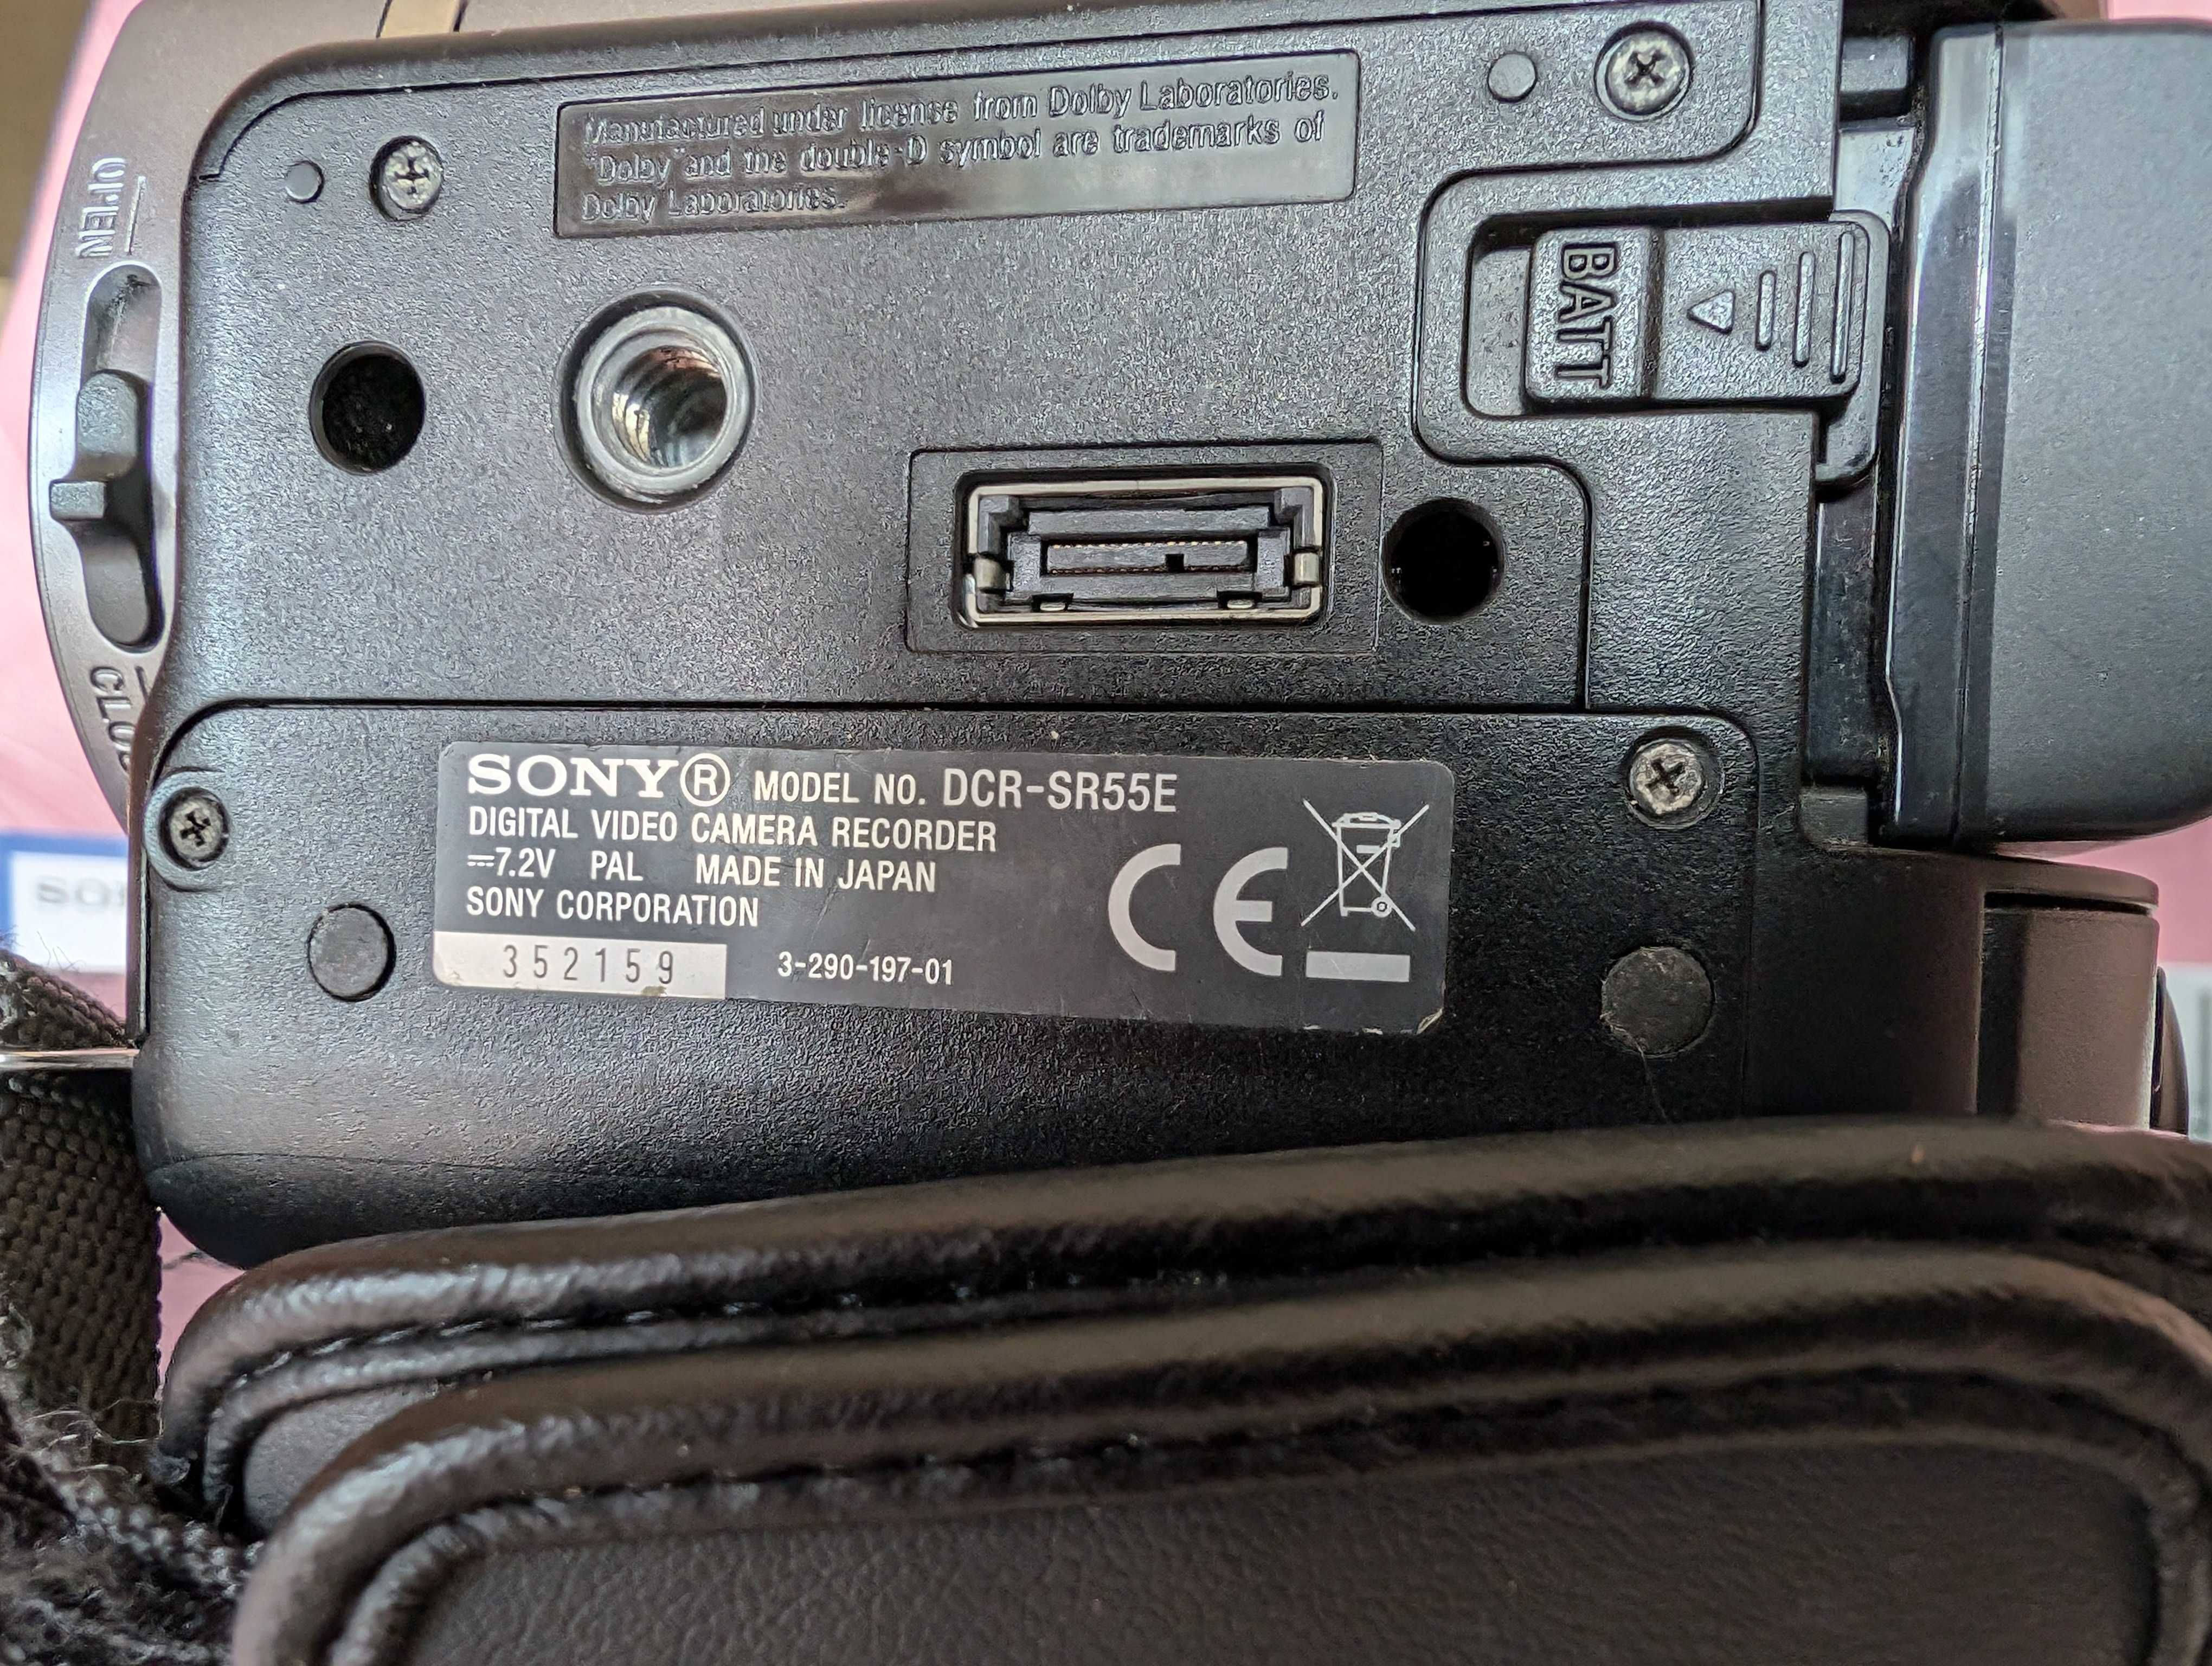 Manufactured under license from Dolby Laboratories.
"Dolby" and the double-D symbol are trademarks of
Dolby Laboratories.
OPEN
BATT
SONY® MODEL NO. DCR-SR55E
DIGITAL VIDEO CAMERA RECORDER
⎓7.2V PAL MADE IN JAPAN
SONY CORPORATION
352159 3-290-197-01
CE